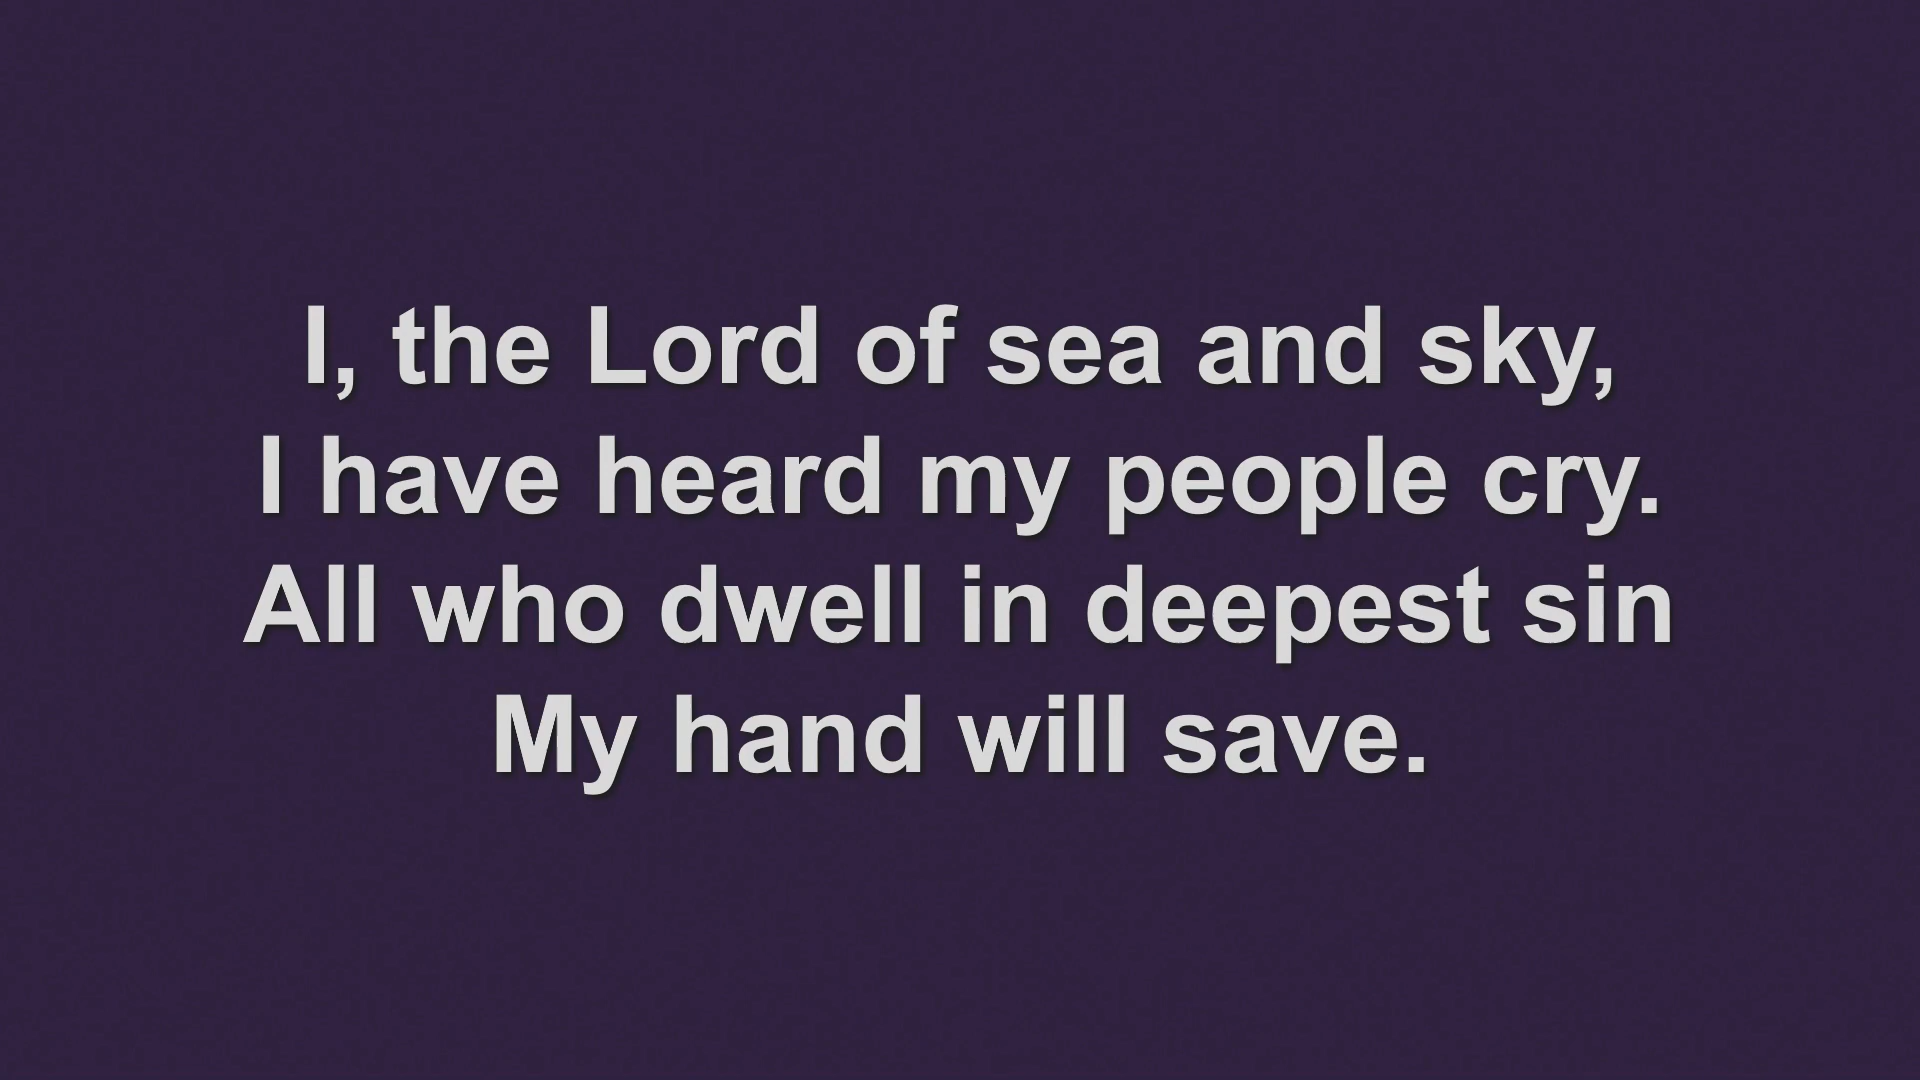 I, the Lord of sea and sky,
I have heard my people cry.
All who dwell in deepest sin
My hand will save.